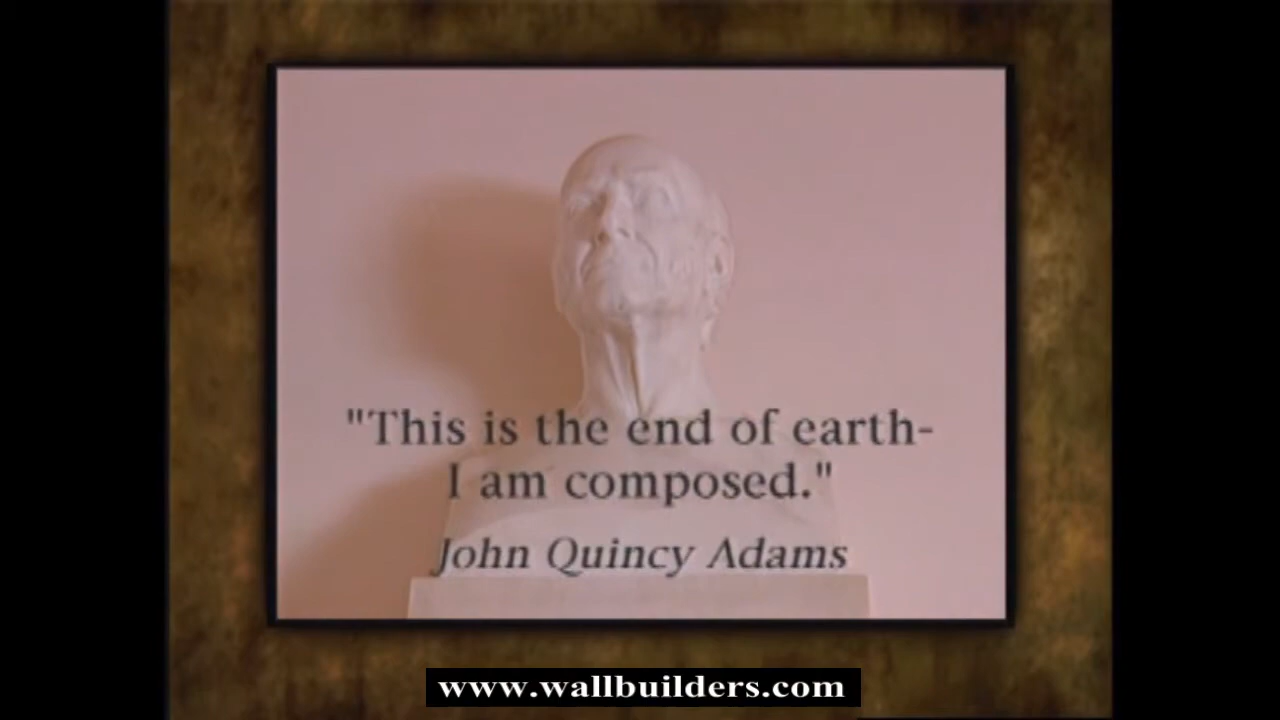 "This is the end of earth-
I am composed."
John Quincy Adams
www.wallbuilders.com